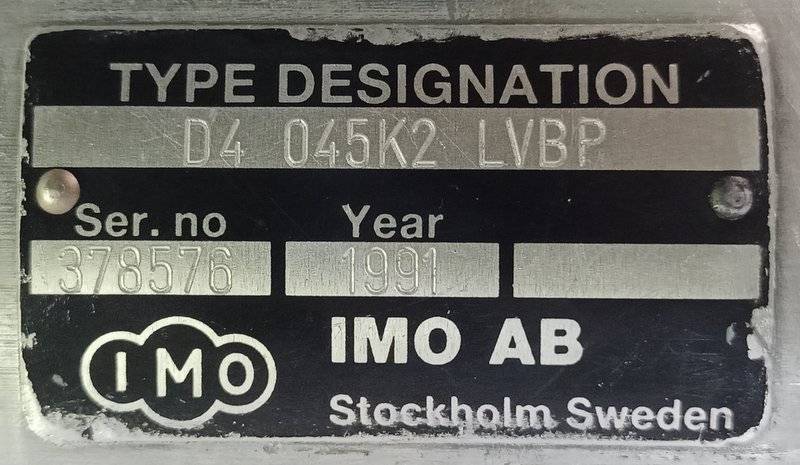 TYPE DESIGNATION
D4 045K2 LVBP
Ser. no Year
378576 1991
IMO IMO AB
Stockholm Sweden